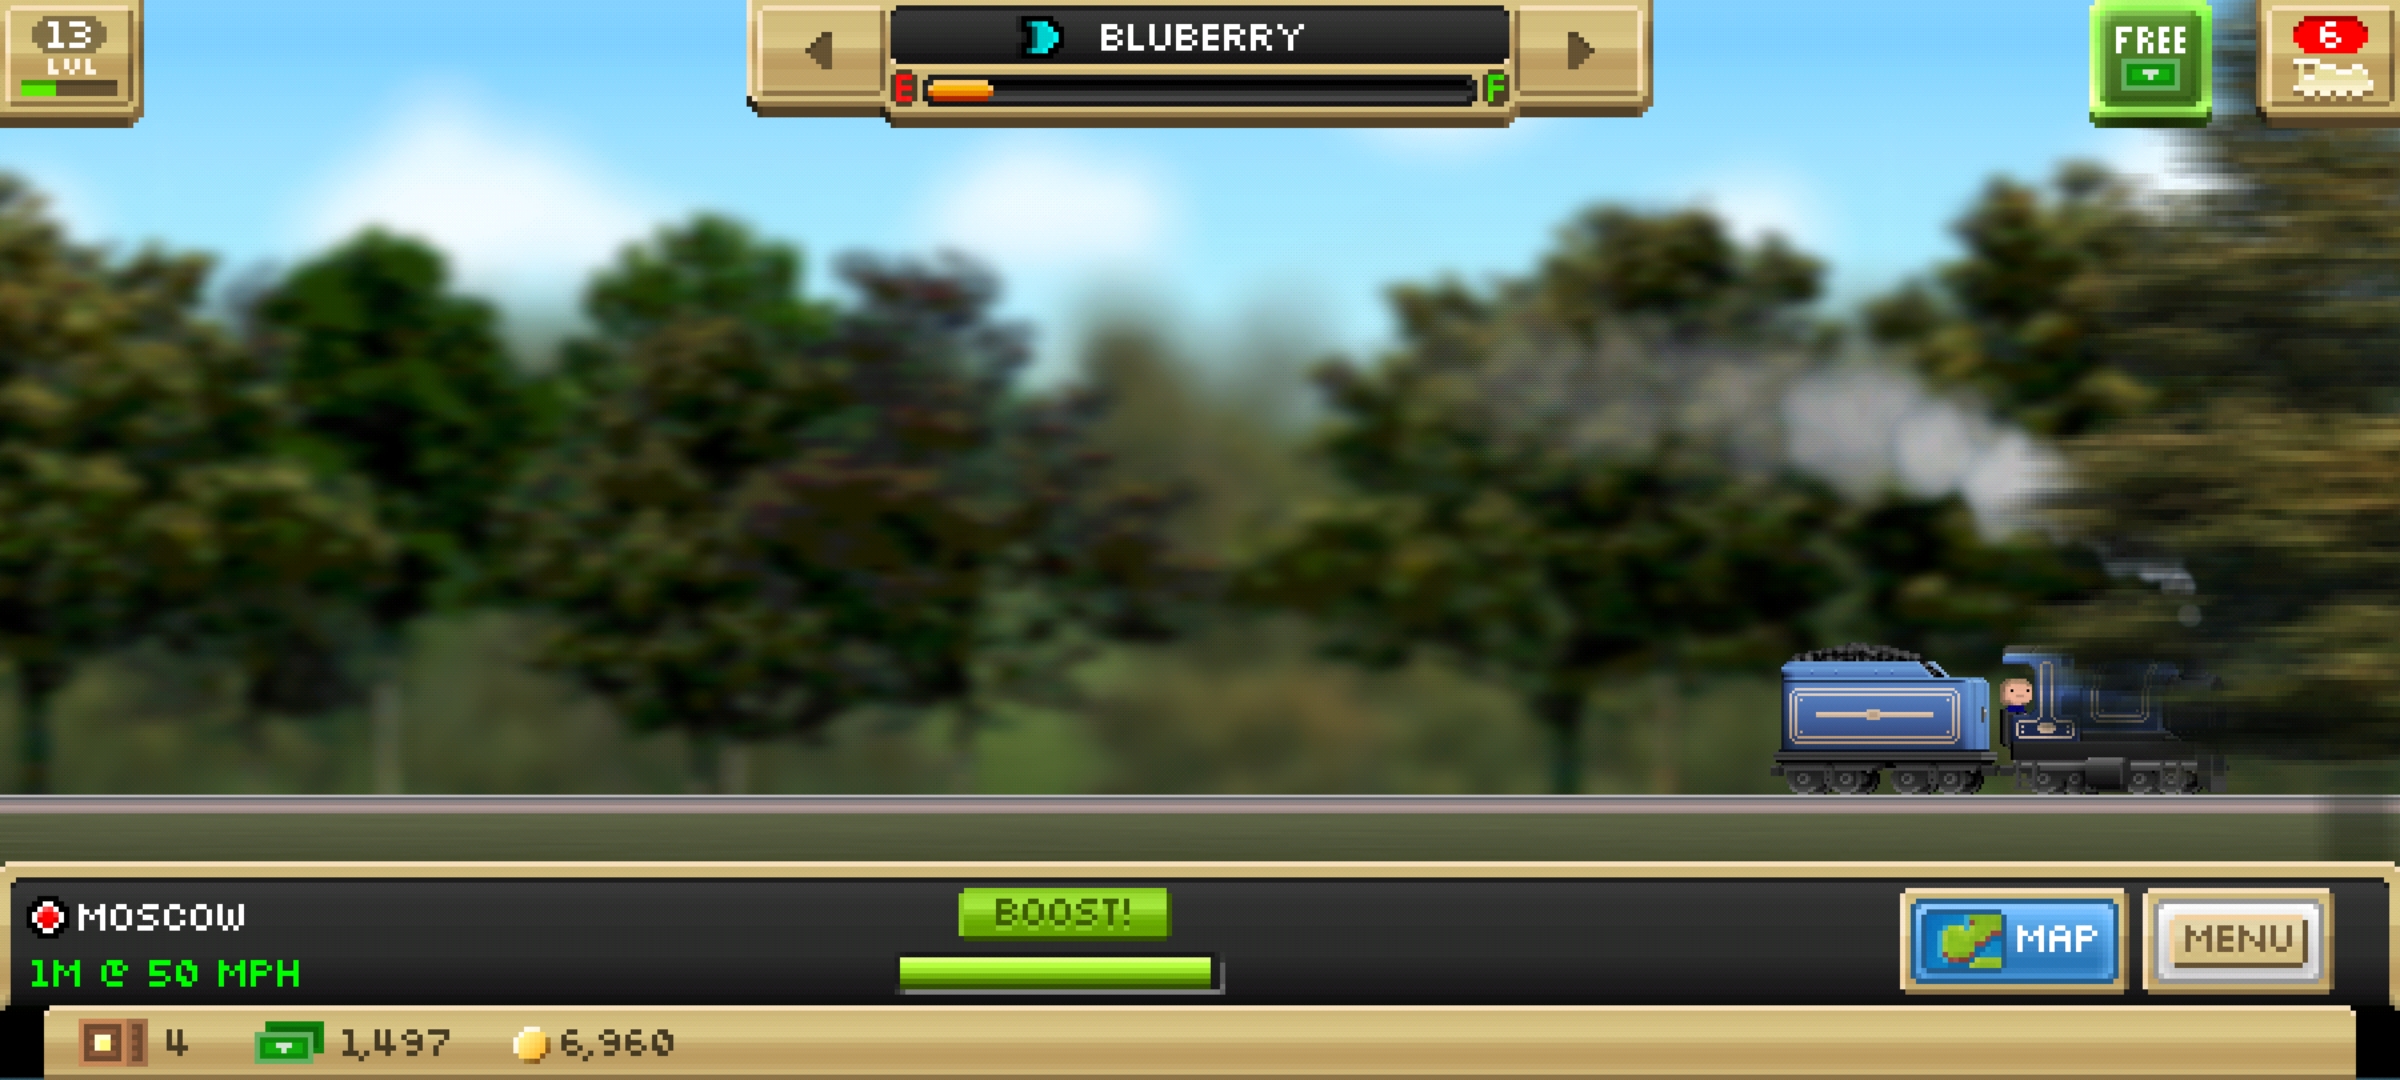 13
LVL
BLUBERRY
E F
FREE
6
MOSCOW
1M @ 50 MPH
BOOST!
MAP
MENU
4 1,497 6,960